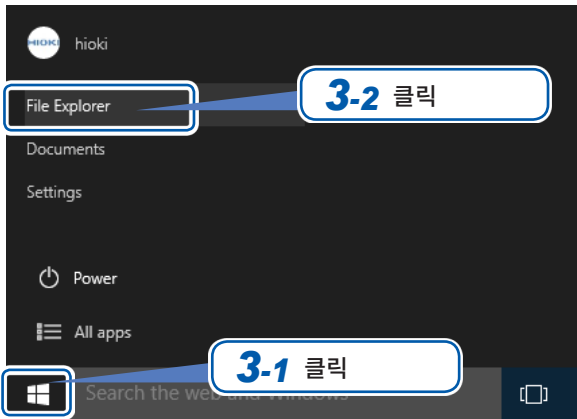 HIOKI
hioki
File Explorer
3-2 클릭
Documents
Settings
Power
All apps
3-1 클릭
Search the web and Windows